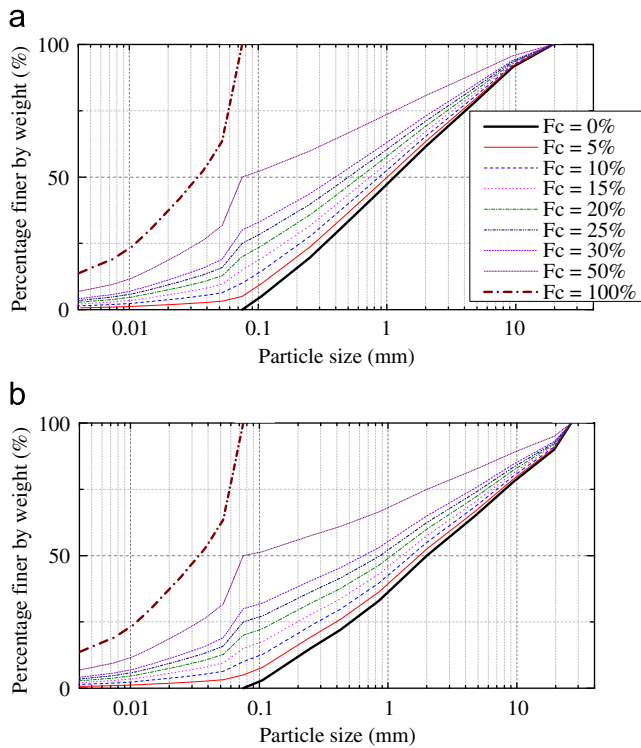 a
Percentage finer by weight (%)
100
50
0
0.01 0.1 1 10
Particle size (mm)
Fc = 0%
Fc = 5%
Fc = 10%
Fc = 15%
Fc = 20%
Fc = 25%
Fc = 30%
Fc = 50%
Fc = 100%
b
Percentage finer by weight (%)
100
50
0
0.01 0.1 1 10
Particle size (mm)